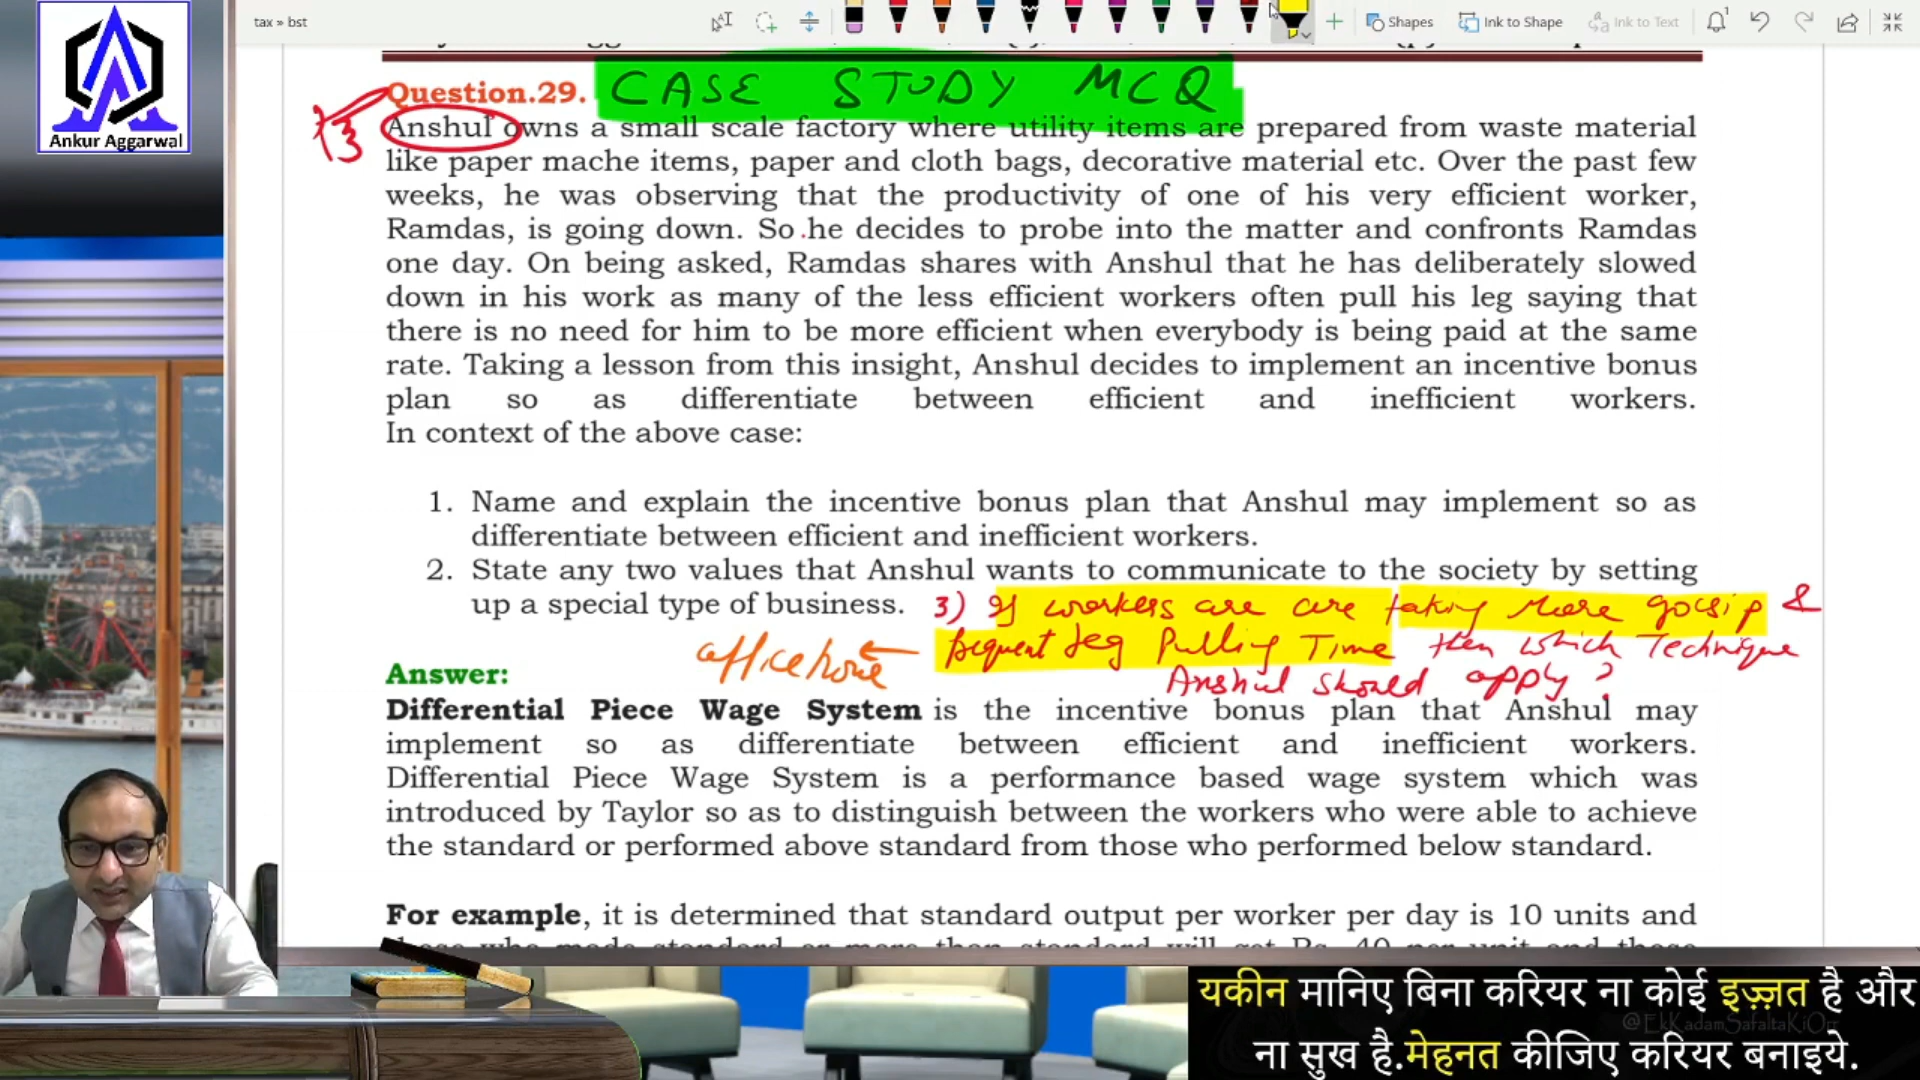 tax » bst
Shapes
Ink to Shape
Ink to Text
Ankur Aggarwal
Question.29.
CASE STUDY MCQ
Anshul owns a small scale factory where utility items are prepared from waste material
like paper mache items, paper and cloth bags, decorative material etc. Over the past few
weeks, he was observing that the productivity of one of his very efficient worker,
Ramdas, is going down. So he decides to probe into the matter and confronts Ramdas
one day. On being asked, Ramdas shares with Anshul that he has deliberately slowed
down in his work as many of the less efficient workers often pull his leg saying that
there is no need for him to be more efficient when everybody is being paid at the same
rate. Taking a lesson from this insight, Anshul decides to implement an incentive bonus
plan so as differentiate between efficient and inefficient workers.
In context of the above case:
1. Name and explain the incentive bonus plan that Anshul may implement so as
differentiate between efficient and inefficient workers.
2. State any two values that Anshul wants to communicate to the society by setting
up a special type of business.
3) If workers are are taking more gossip &
frequent leg Pulling Time then which Technique
Anshul should apply?
office
Answer:
Differential Piece Wage System is the incentive bonus plan that Anshul may
implement so as differentiate between efficient and inefficient workers.
Differential Piece Wage System is a performance based wage system which was
introduced by Taylor so as to distinguish between the workers who were able to achieve
the standard or performed above standard from those who performed below standard.
For example, it is determined that standard output per worker per day is 10 units and
यकीन मानिए बिना करियर ना कोई इज़्ज़त है और
ना सुख है.मेहनत कीजिए करियर बनाइये.
@EkKadamSafaltaKiOrr